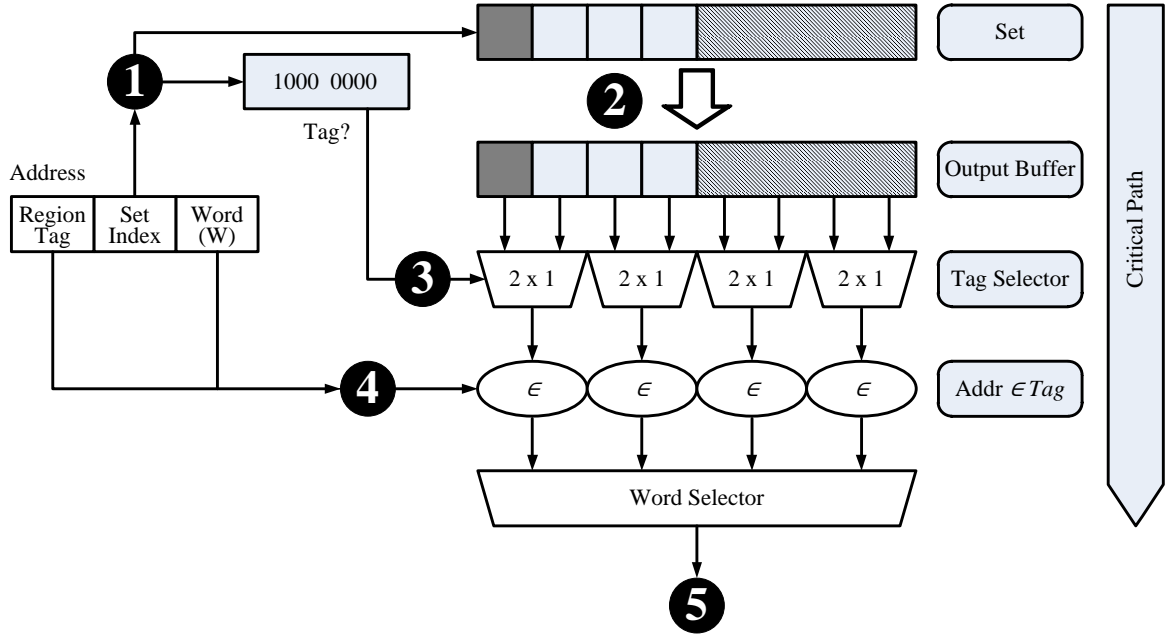 Set
1
1000 0000
2
Tag?
Address
Output Buffer
Region
Tag
Set
Index
Word
(W)
3
2 x 1
2 x 1
2 x 1
2 x 1
Tag Selector
Critical Path
4
∈
∈
∈
∈
Addr ∈ Tag
Word Selector
5